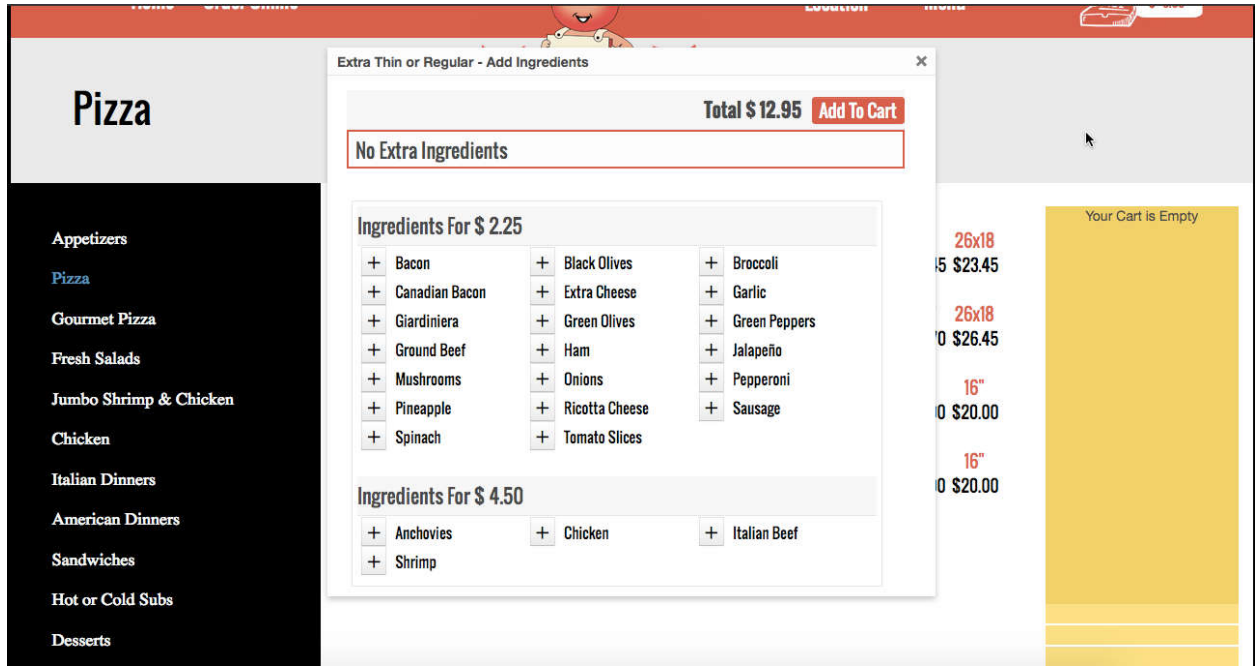 Home Order Online Location Menu
Extra Thin or Regular - Add Ingredients ×
Pizza
Total $ 12.95 Add To Cart
No Extra Ingredients
Appetizers
Pizza
Gourmet Pizza
Fresh Salads
Jumbo Shrimp & Chicken
Chicken
Italian Dinners
American Dinners
Sandwiches
Hot or Cold Subs
Desserts
Ingredients For $ 2.25
+ Bacon + Black Olives + Broccoli
+ Canadian Bacon + Extra Cheese + Garlic
+ Giardiniera + Green Olives + Green Peppers
+ Ground Beef + Ham + Jalapeño
+ Mushrooms + Onions + Pepperoni
+ Pineapple + Ricotta Cheese + Sausage
+ Spinach + Tomato Slices
Ingredients For $ 4.50
+ Anchovies + Chicken + Italian Beef
+ Shrimp
26x18
$23.45
26x18
$26.45
16"
$20.00
16"
$20.00
Your Cart is Empty